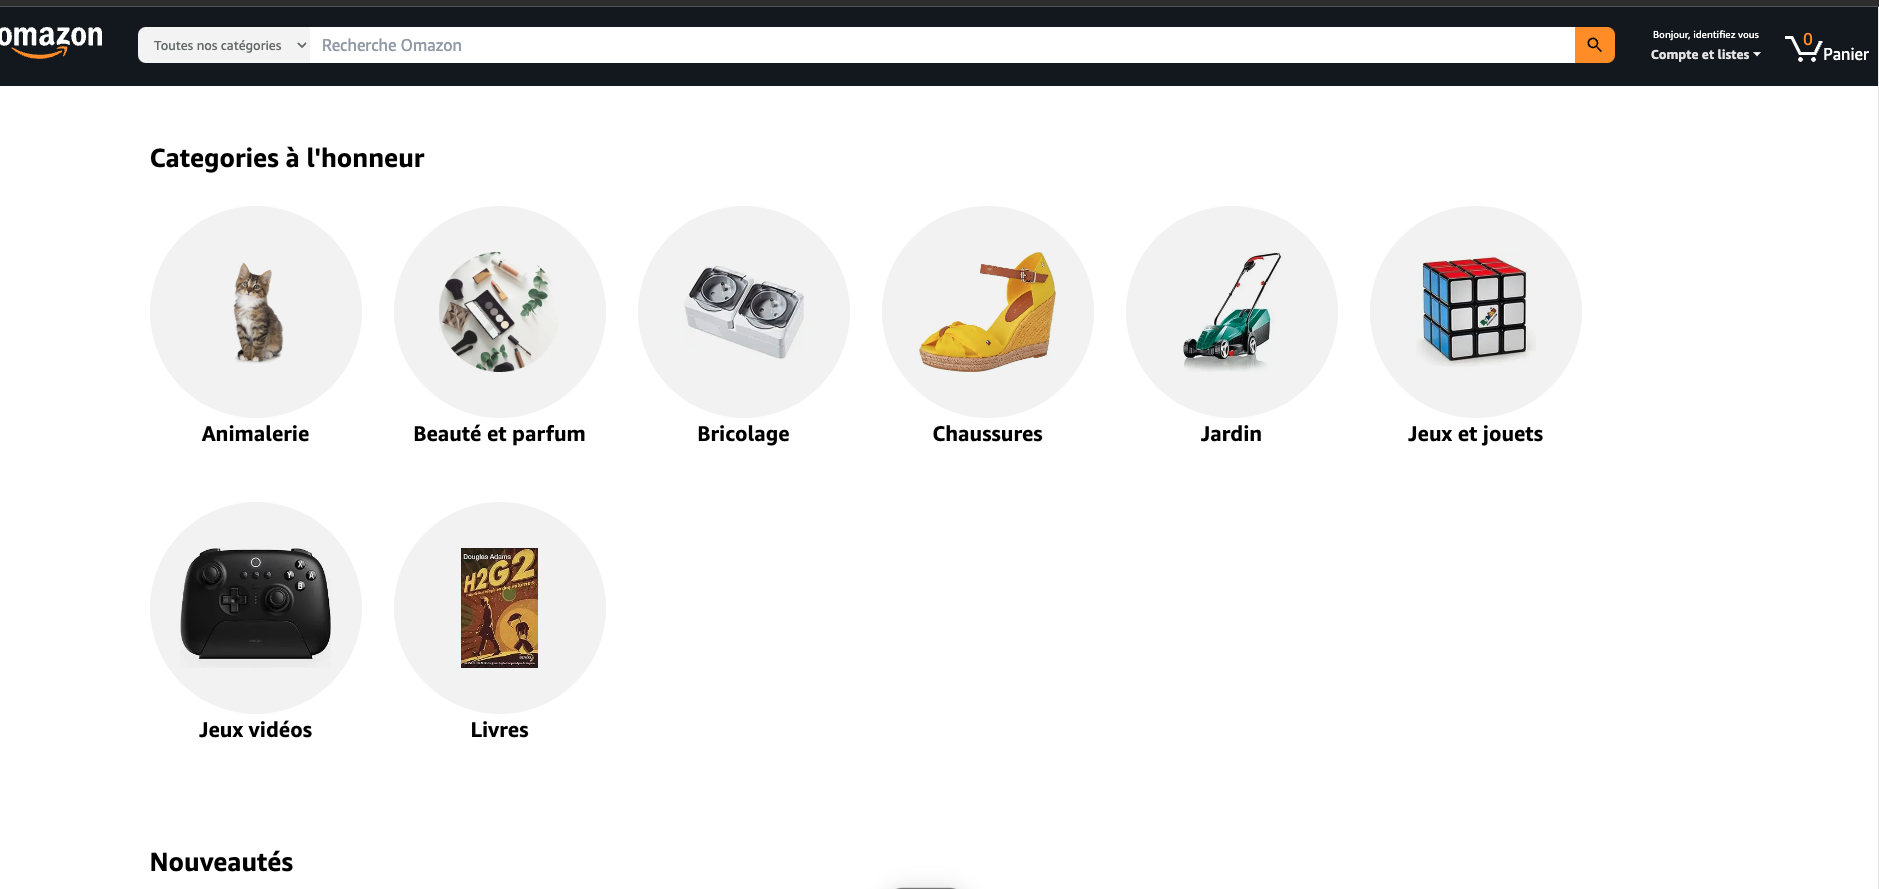 omazon
Toutes nos catégories
Recherche Omazon
Bonjour, identifiez vous
Compte et listes
0
Panier
Categories à l'honneur
Animalerie
Beauté et parfum
Bricolage
Chaussures
Jardin
Jeux et jouets
X
Y
A
B
Douglas Adams
H2G2
Jeux vidéos
Livres
Nouveautés